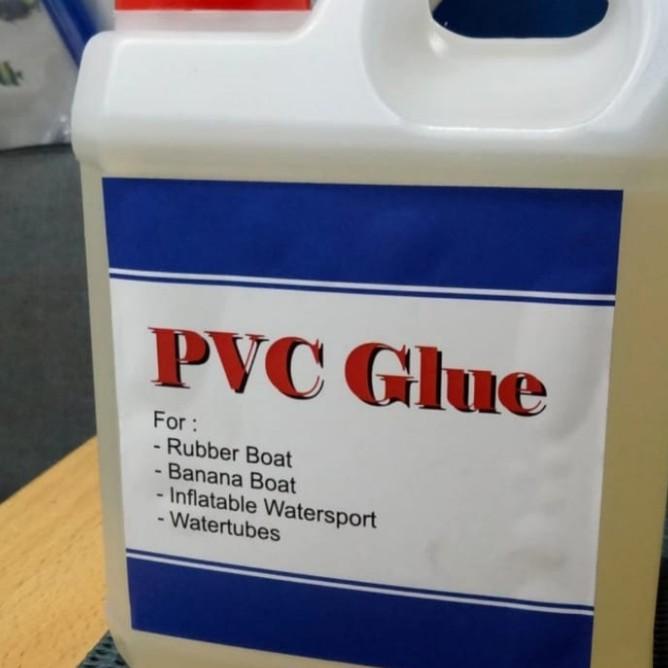 PVC Glue
For :
- Rubber Boat
- Banana Boat
- Inflatable Watersport
- Watertubes